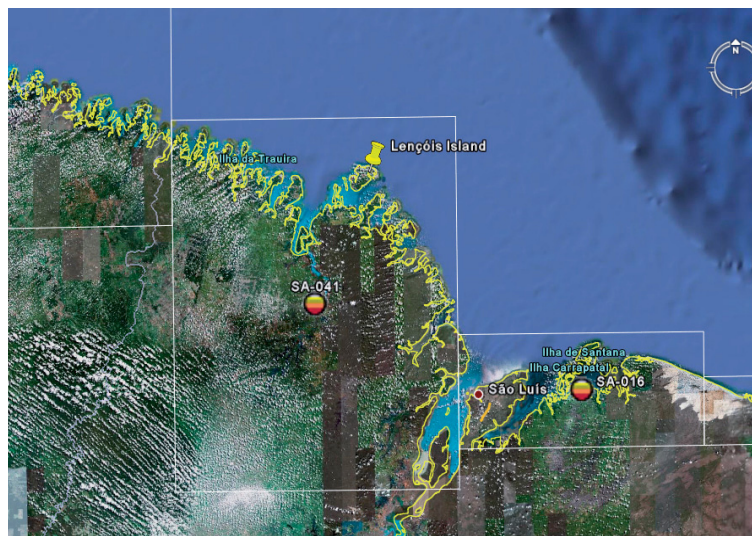 N
Lençóis Island
Ilha da Trauira
SA-041
Ilha de Santana
Ilha Carrapatal
SA-016
São Luís